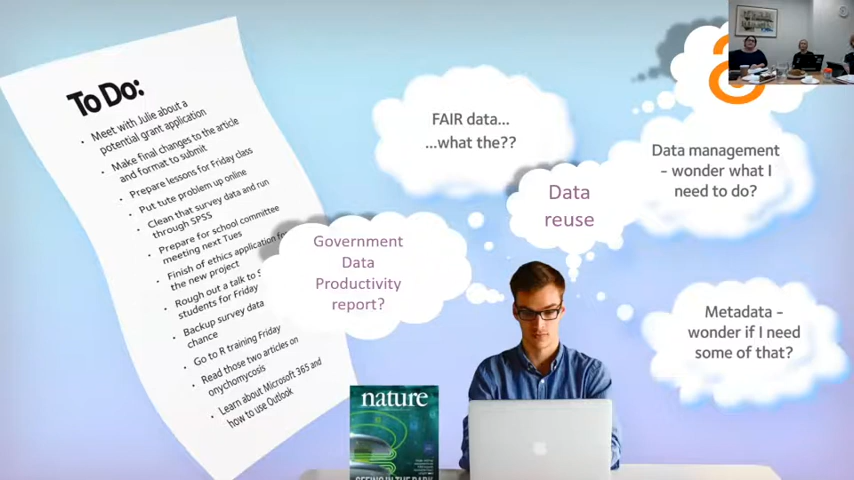 To Do:
• Meet with Julie about a
potential grant application
• Make final changes to the article
and format to submit
• Prepare lessons for Friday class
• Put tute problem up online
• Clean that survey data and run
through SPSS
• Prepare for school committee
meeting next Tues
• Finish of ethics application for
the new project
• Rough out a talk to
students for Friday
• Backup survey data
chance
• Go to R training Friday
• Read those two articles on
onychomycosis
• Learn about Microsoft 365 and
how to use Outlook
Government
Data
Productivity
report?
FAIR data...
...what the??
Data
reuse
Data management
- wonder what I
need to do?
Metadata -
wonder if I need
some of that?
nature
SEEING IN THE DARK